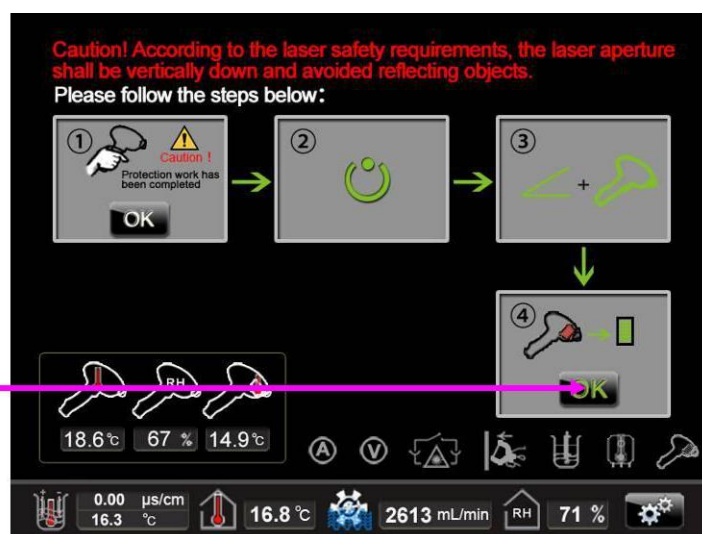 Caution! According to the laser safety requirements, the laser aperture
shall be vertically down and avoided reflecting objects.
Please follow the steps below:
①
Caution !
Protection work has
been completed
OK
②
③
+
④
OK
RH
18.6℃ 67 % 14.9℃
A V
0.00 μs/cm
16.3 ℃
16.8 ℃
2613 mL/min
RH
71 %